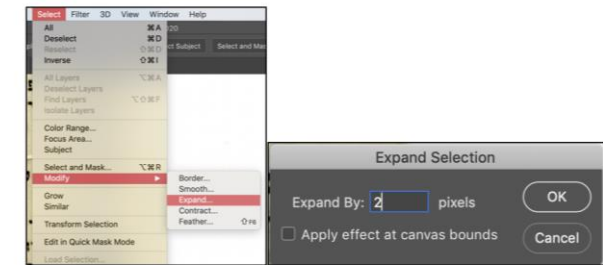 Select Filter 3D View Window Help
All ⌘A
Deselect ⌘D
Reselect ⇧⌘D
Inverse ⇧⌘I
2020
ct Subject Select and Mas
All Layers ⌥⌘A
Deselect Layers
Find Layers ⌥⇧⌘F
Isolate Layers
Color Range...
Focus Area...
Subject
Select and Mask... ⌥⌘R
Modify ▶
Border...
Smooth...
Expand...
Contract...
Feather... ⇧F6
Grow
Similar
Transform Selection
Edit in Quick Mask Mode
Load Selection...
Expand Selection
Expand By: 2 pixels
OK
Apply effect at canvas bounds
Cancel